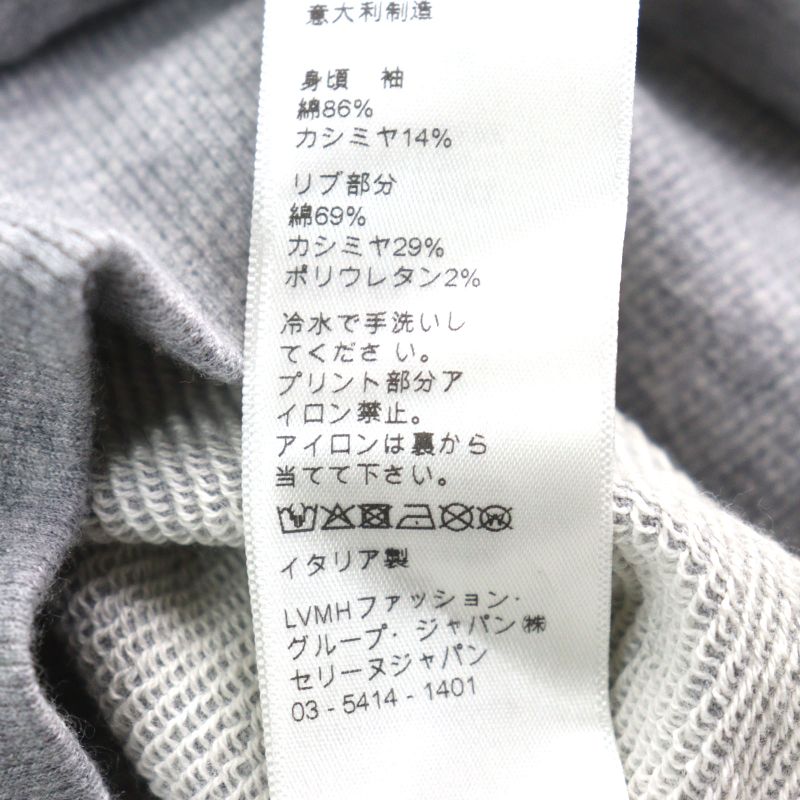 意大利制造
身頃 袖
綿86%
カシミヤ14%
リブ部分
綿69%
カシミヤ29%
ポリウレタン2%
冷水で手洗いし
てくださ い。
プリント部分ア
イロン禁止。
アイロンは裏から
当てて下さい。
イタリア製
LVMHファッション・
グループ・ジャパン㈱
セリーヌジャパン
03 - 5414 - 1401